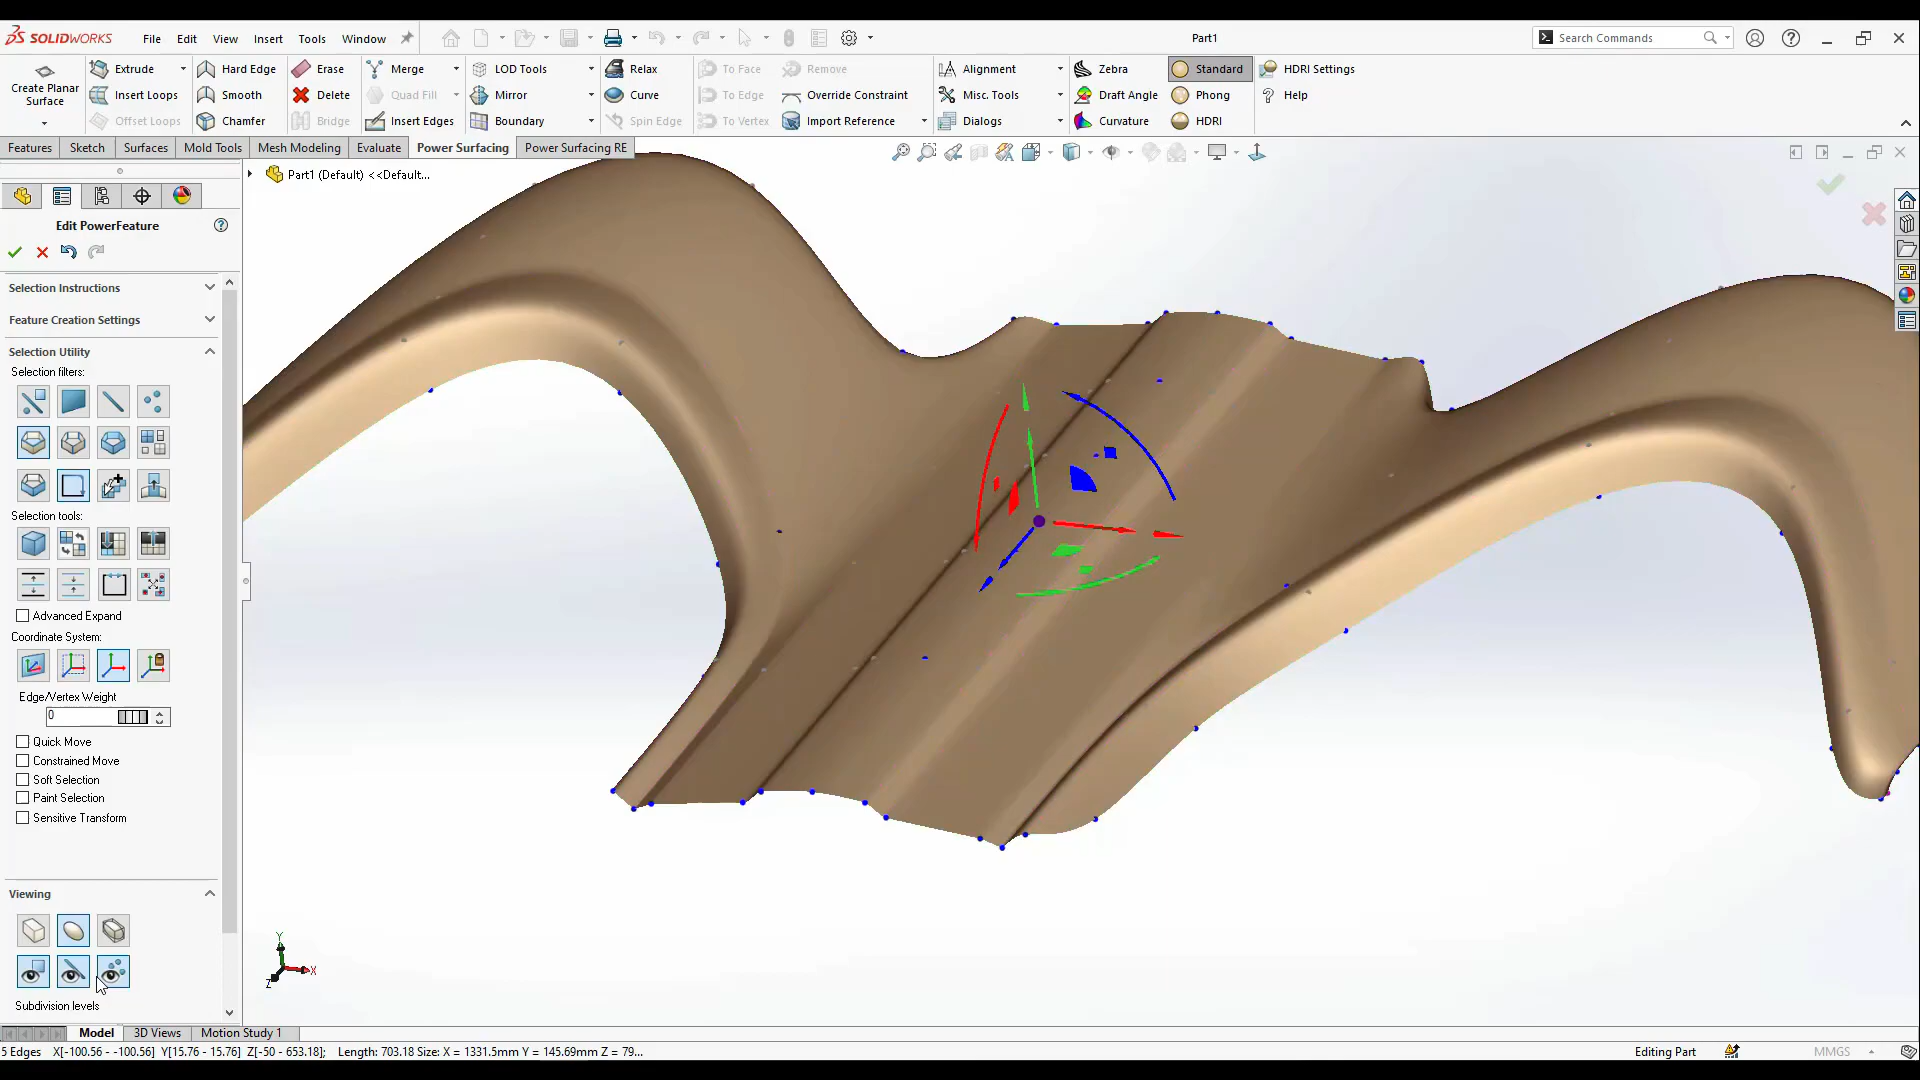 DS SOLIDWORKS File Edit View Insert Tools Window Part1 Search Commands
Extrude Hard Edge Erase Merge LOD Tools Relax To Face Remove Alignment Zebra Standard HDRI Settings
Create Planar Surface Insert Loops Smooth Delete Quad Fill Mirror Curve To Edge Override Constraint Misc. Tools Draft Angle Phong Help
Offset Loops Chamfer Bridge Insert Edges Boundary Spin Edge To Vertex Import Reference Dialogs Curvature HDRI
Features Sketch Surfaces Mold Tools Mesh Modeling Evaluate Power Surfacing Power Surfacing RE
Part1 (Default) <<Default...
Edit PowerFeature
Selection Instructions
Feature Creation Settings
Selection Utility
Selection filters:
Selection tools:
Advanced Expand
Coordinate System:
Edge/Vertex Weight
0
Quick Move
Constrained Move
Soft Selection
Paint Selection
Sensitive Transform
Viewing
Subdivision levels
Y
X
Z
Model 3D Views Motion Study 1
5 Edges X[-100.56 - -100.56] Y[15.76 - 15.76] Z[-50 - 653.18]; Length: 703.18 Size: X = 1331.5mm Y = 145.69mm Z = 79... Editing Part MMGS